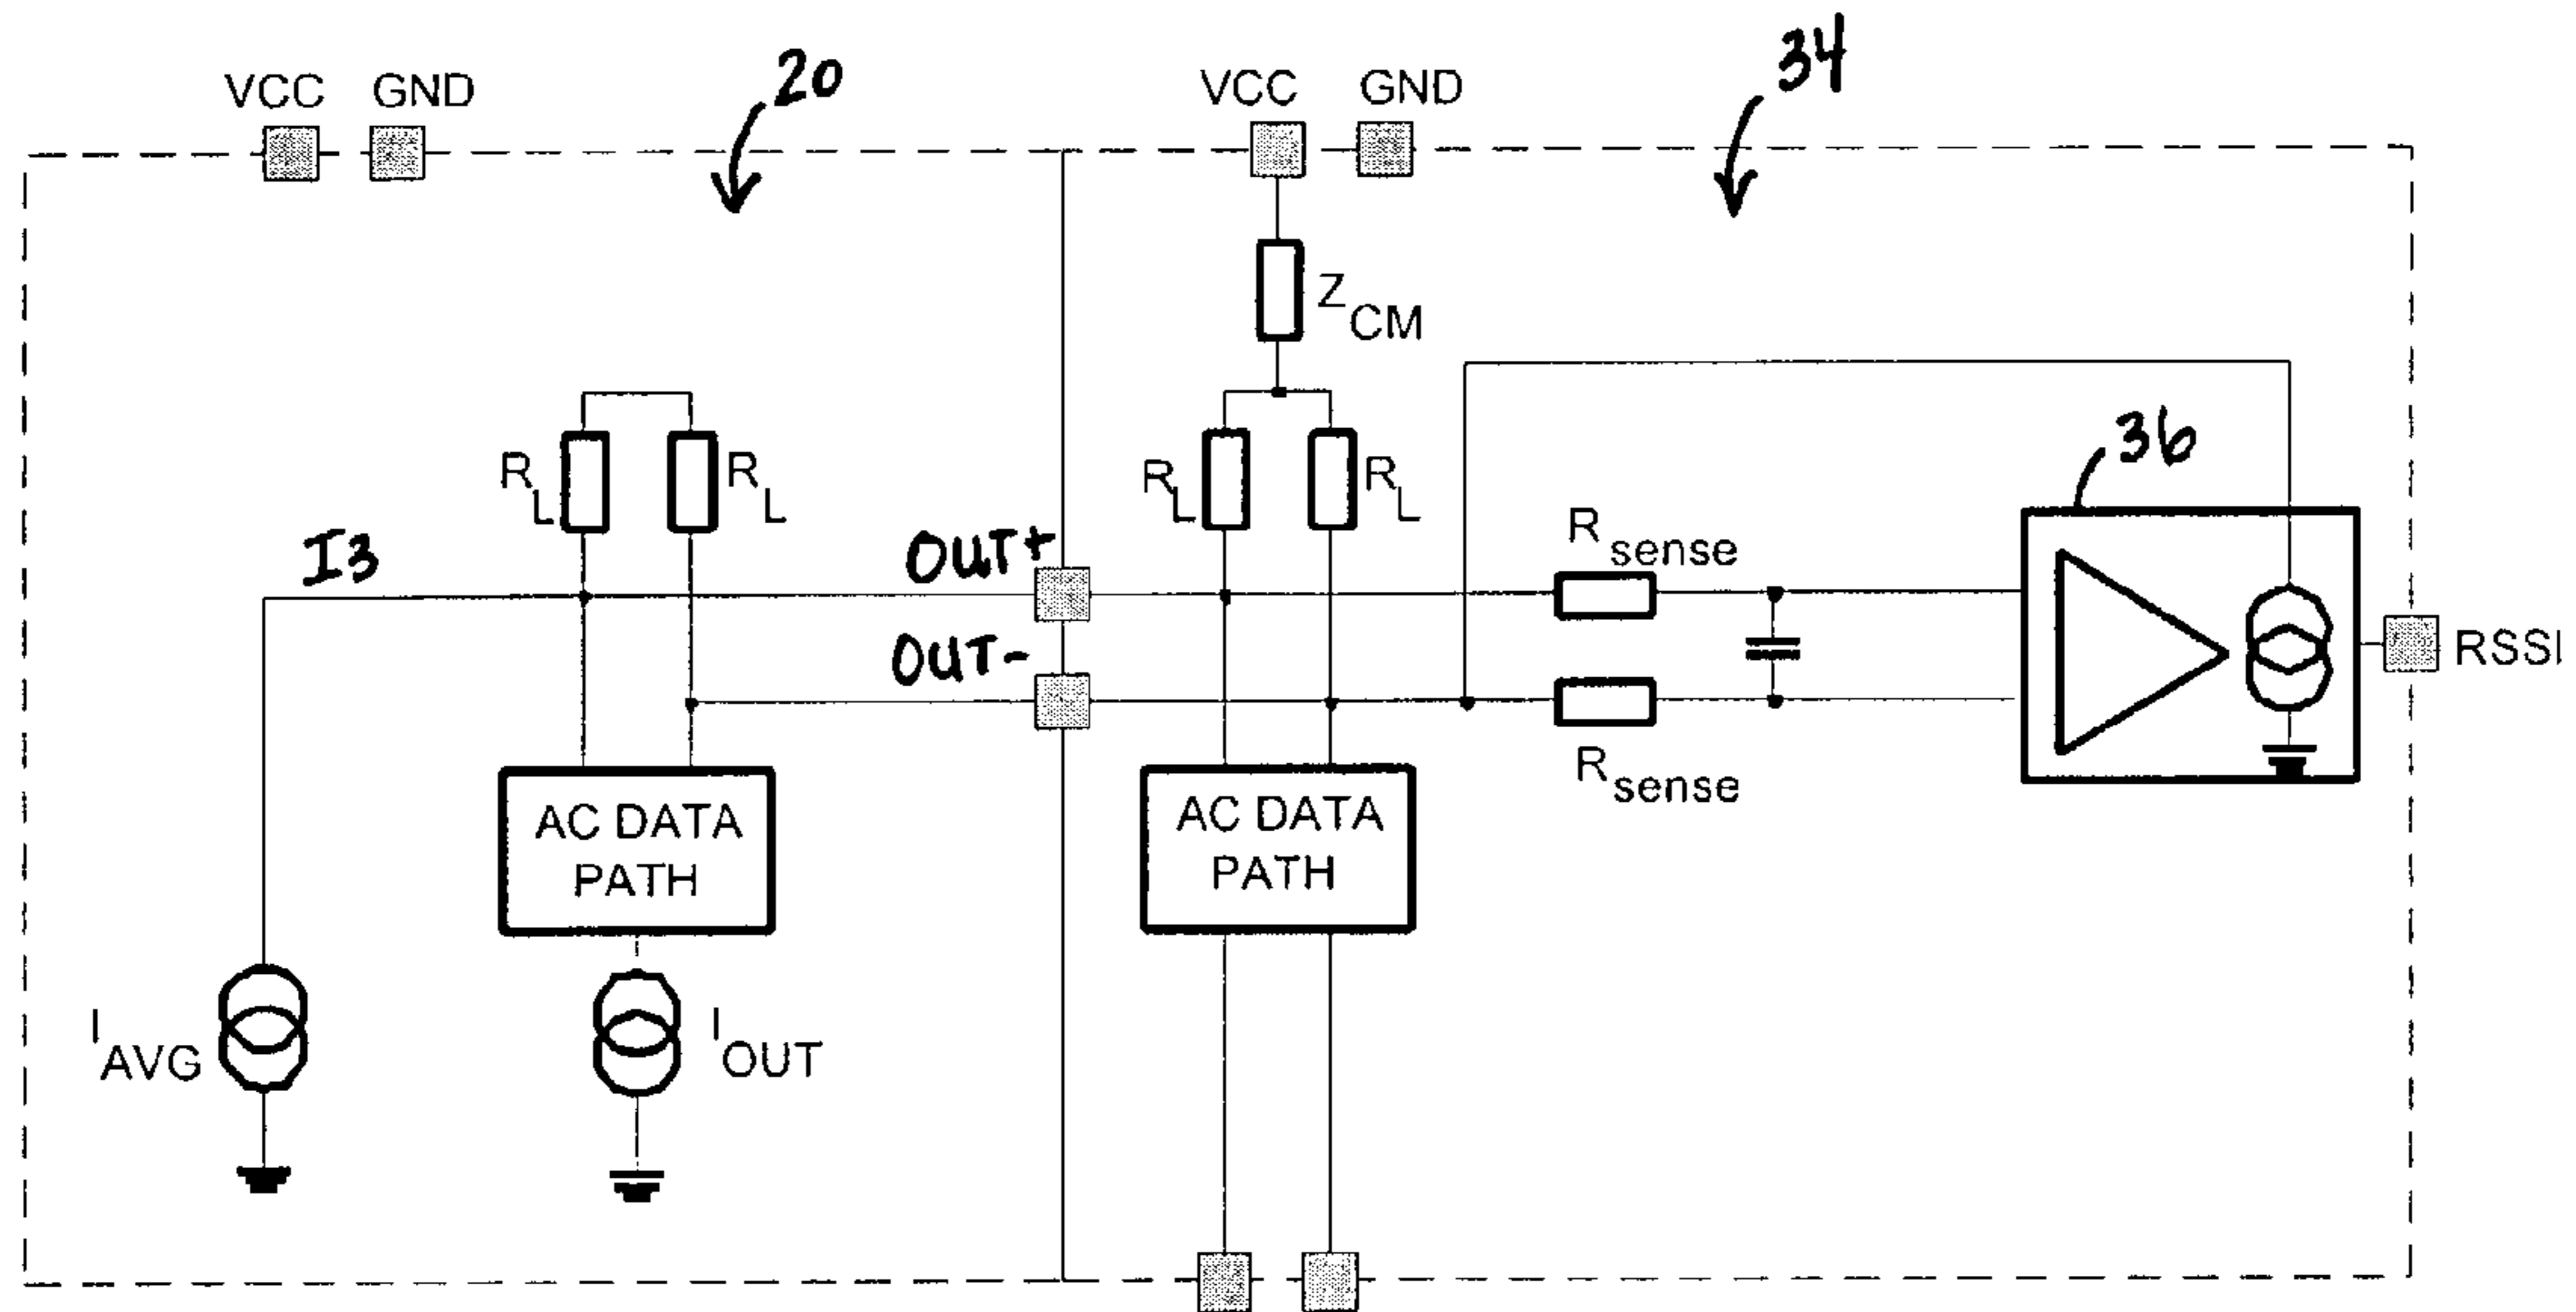 VCC GND
20
VCC GND
34
Z CM
R L
R L
R L
R L
R sense
36
I3
OUT+
OUT-
RSSI
R sense
AC DATA PATH
AC DATA PATH
I AVG
I OUT